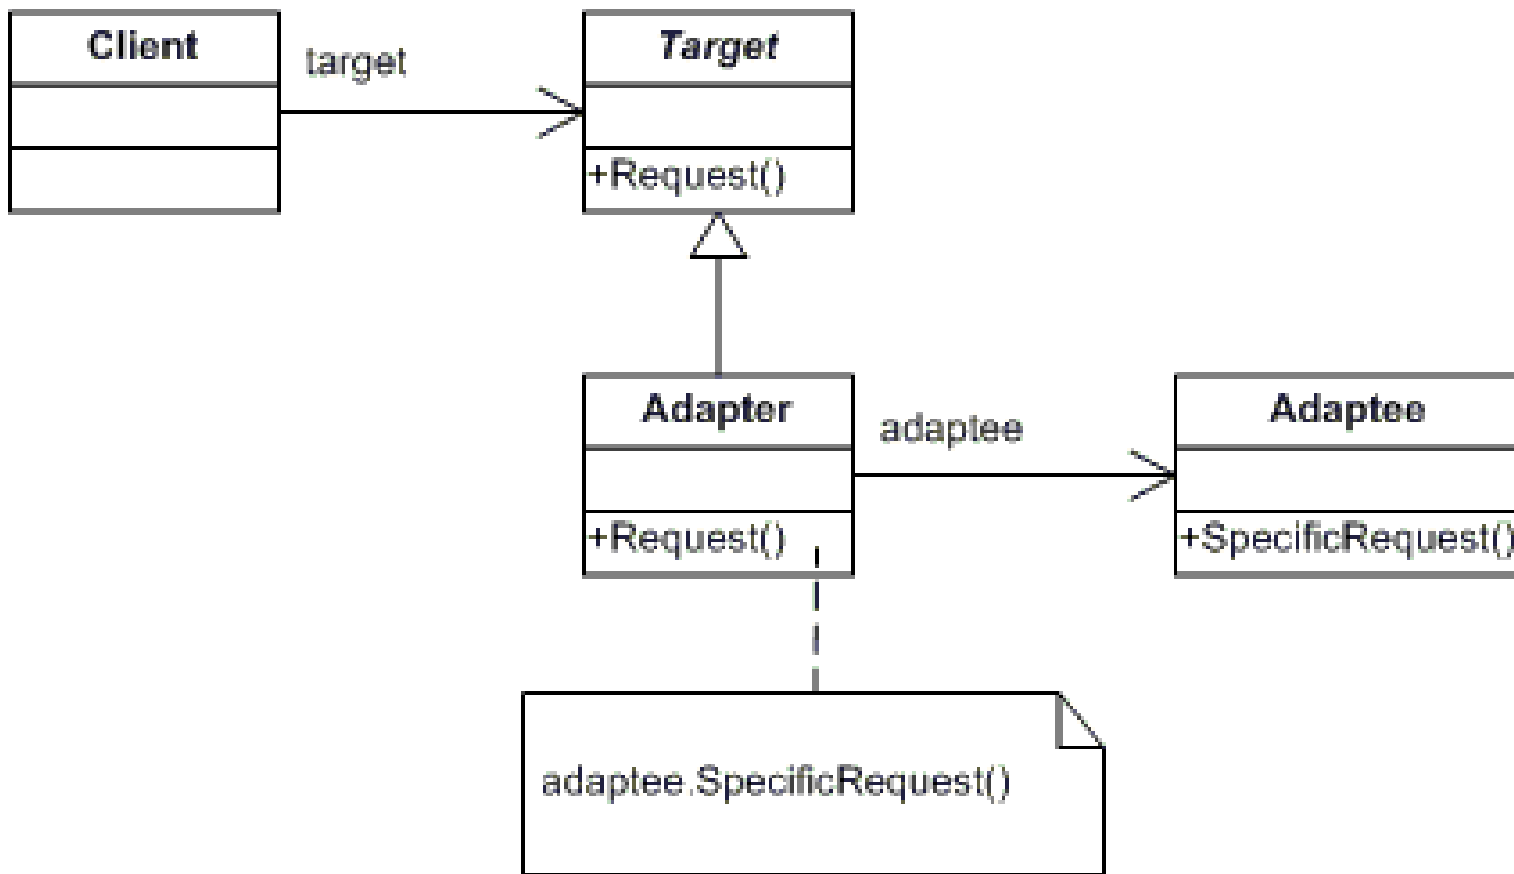 Client
target
Target
+Request()
Adapter
adaptee
Adaptee
+Request()
+SpecificRequest()
adaptee.SpecificRequest()